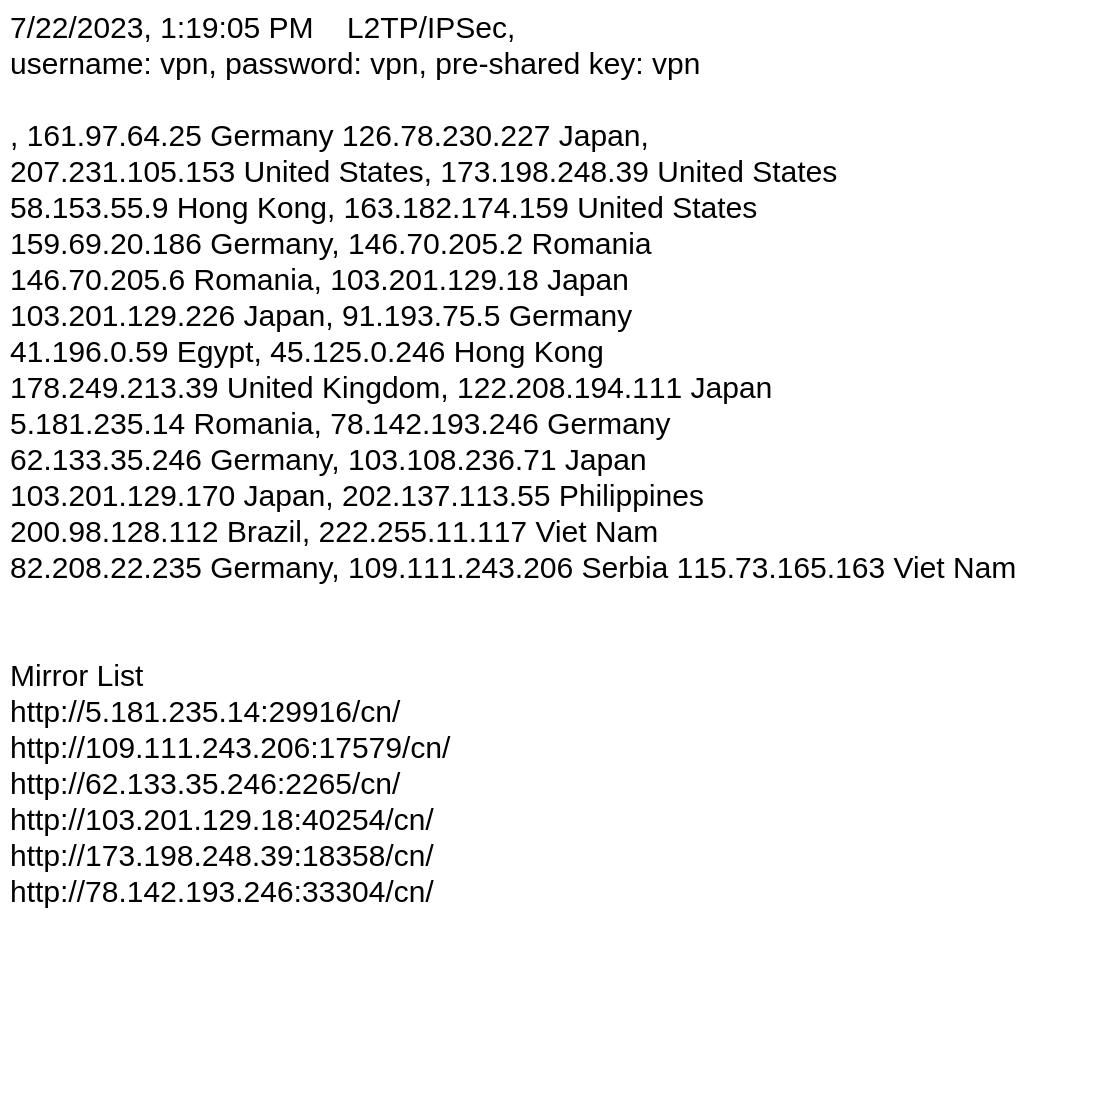 7/22/2023, 1:19:05 PM    L2TP/IPSec,
username: vpn, password: vpn, pre-shared key: vpn
, 161.97.64.25 Germany 126.78.230.227 Japan,
207.231.105.153 United States, 173.198.248.39 United States
58.153.55.9 Hong Kong, 163.182.174.159 United States
159.69.20.186 Germany, 146.70.205.2 Romania
146.70.205.6 Romania, 103.201.129.18 Japan
103.201.129.226 Japan, 91.193.75.5 Germany
41.196.0.59 Egypt, 45.125.0.246 Hong Kong
178.249.213.39 United Kingdom, 122.208.194.111 Japan
5.181.235.14 Romania, 78.142.193.246 Germany
62.133.35.246 Germany, 103.108.236.71 Japan
103.201.129.170 Japan, 202.137.113.55 Philippines
200.98.128.112 Brazil, 222.255.11.117 Viet Nam
82.208.22.235 Germany, 109.111.243.206 Serbia 115.73.165.163 Viet Nam
Mirror List
http://5.181.235.14:29916/cn/
http://109.111.243.206:17579/cn/
http://62.133.35.246:2265/cn/
http://103.201.129.18:40254/cn/
http://173.198.248.39:18358/cn/
http://78.142.193.246:33304/cn/